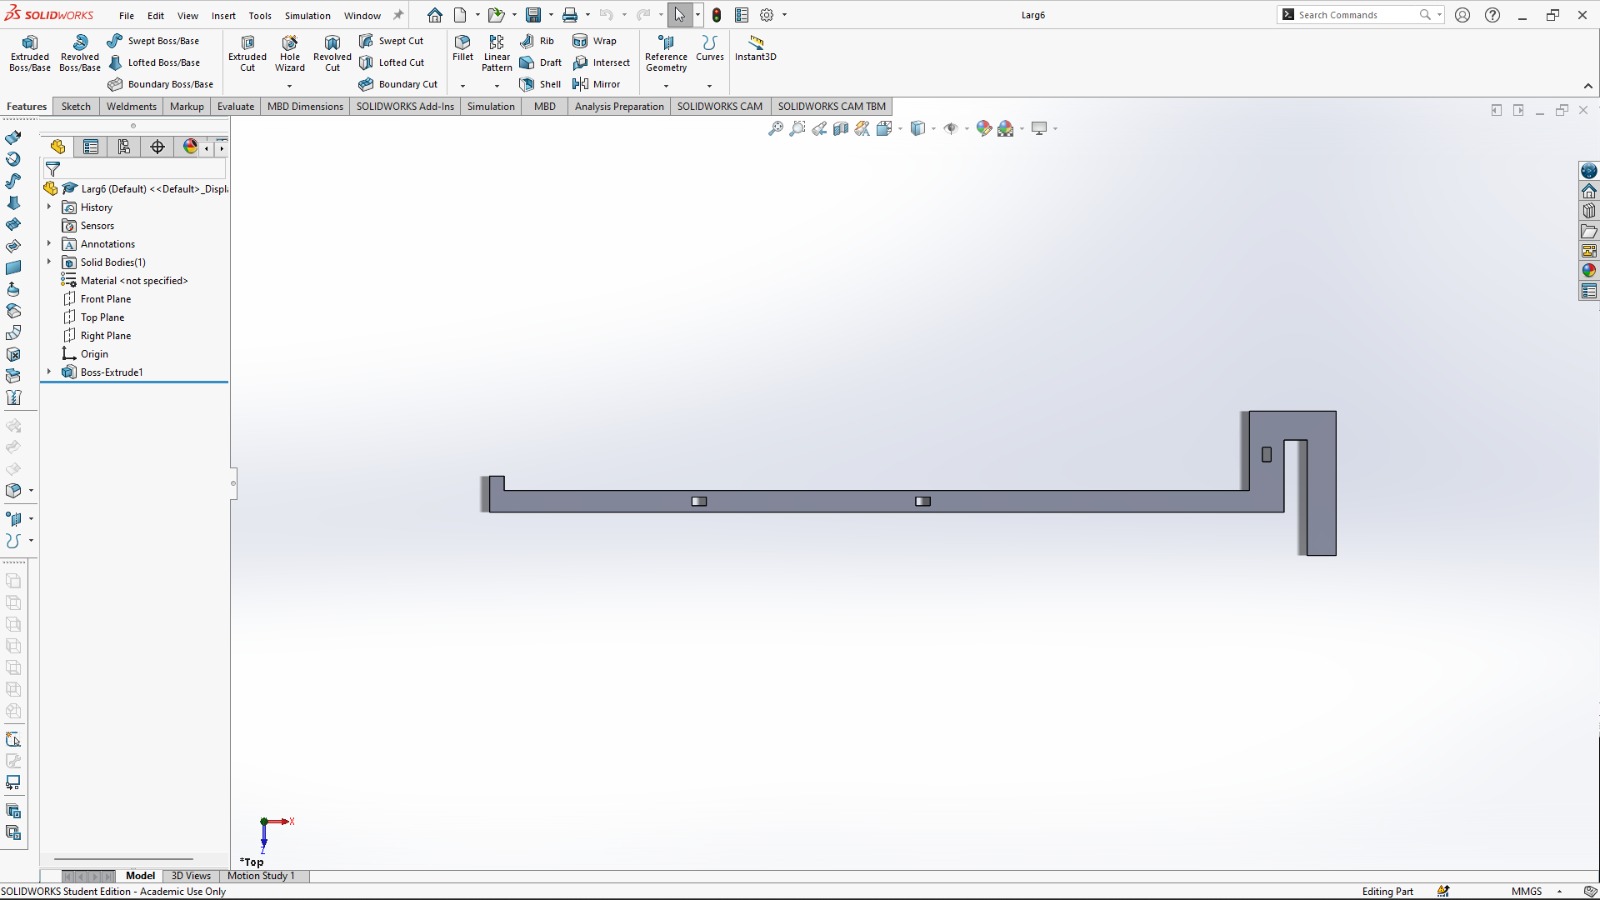 SOLIDWORKS File Edit View Insert Tools Simulation Window Larg6 Search Commands
Extruded Boss/Base
Revolved Boss/Base
Swept Boss/Base
Lofted Boss/Base
Boundary Boss/Base
Extruded Cut
Hole Wizard
Revolved Cut
Swept Cut
Lofted Cut
Boundary Cut
Fillet
Linear Pattern
Rib
Draft
Shell
Wrap
Intersect
Mirror
Reference Geometry
Curves
Instant3D
Features Sketch Weldments Markup Evaluate MBD Dimensions SOLIDWORKS Add-Ins Simulation MBD Analysis Preparation SOLIDWORKS CAM SOLIDWORKS CAM TBM
Larg6 (Default) <<Default>_Displ
History
Sensors
Annotations
Solid Bodies(1)
Material <not specified>
Front Plane
Top Plane
Right Plane
Origin
Boss-Extrude1
X
Z
*Top
Model 3D Views Motion Study 1
SOLIDWORKS Student Edition - Academic Use Only Editing Part MMGS